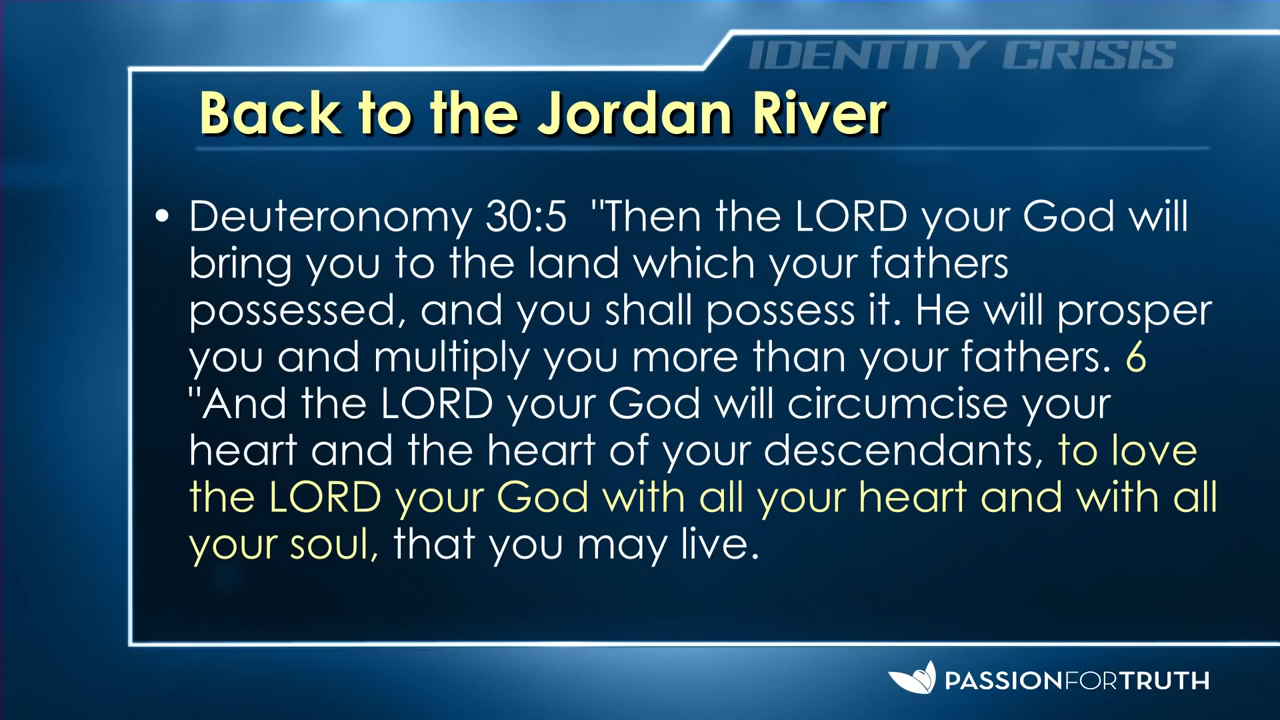 IDENTITY CRISIS
Back to the Jordan River
• Deuteronomy 30:5  "Then the LORD your God will
bring you to the land which your fathers
possessed, and you shall possess it. He will prosper
you and multiply you more than your fathers. 6
"And the LORD your God will circumcise your
heart and the heart of your descendants, to love
the LORD your God with all your heart and with all
your soul, that you may live.
PASSIONFORTRUTH